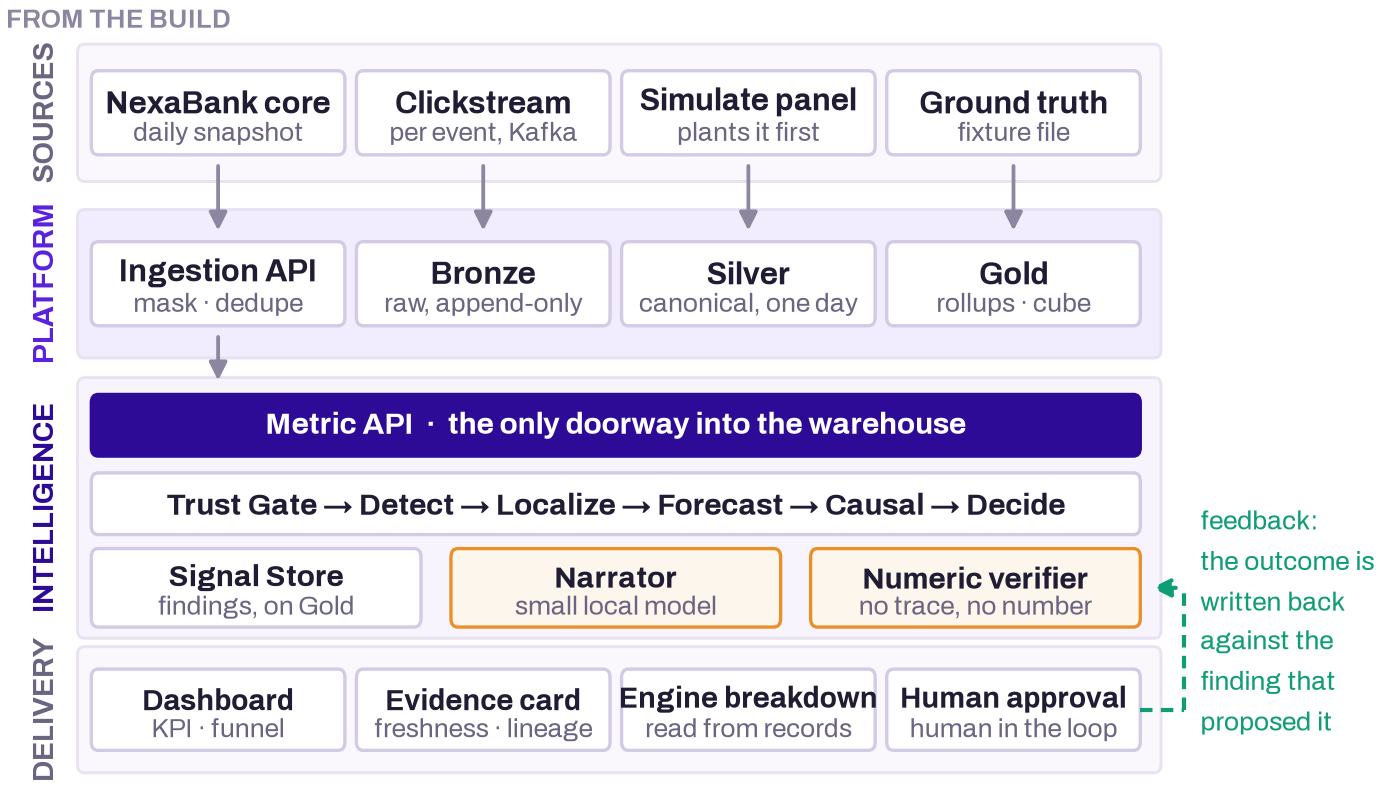 FROM THE BUILD
SOURCES
NexaBank core
daily snapshot
Clickstream
per event, Kafka
Simulate panel
plants it first
Ground truth
fixture file
PLATFORM
Ingestion API
mask · dedupe
Bronze
raw, append-only
Silver
canonical, one day
Gold
rollups · cube
INTELLIGENCE
Metric API · the only doorway into the warehouse
Trust Gate → Detect → Localize → Forecast → Causal → Decide
Signal Store
findings, on Gold
Narrator
small local model
Numeric verifier
no trace, no number
DELIVERY
Dashboard
KPI · funnel
Evidence card
freshness · lineage
Engine breakdown
read from records
Human approval
human in the loop
feedback:
the outcome is
written back
against the
finding that
proposed it